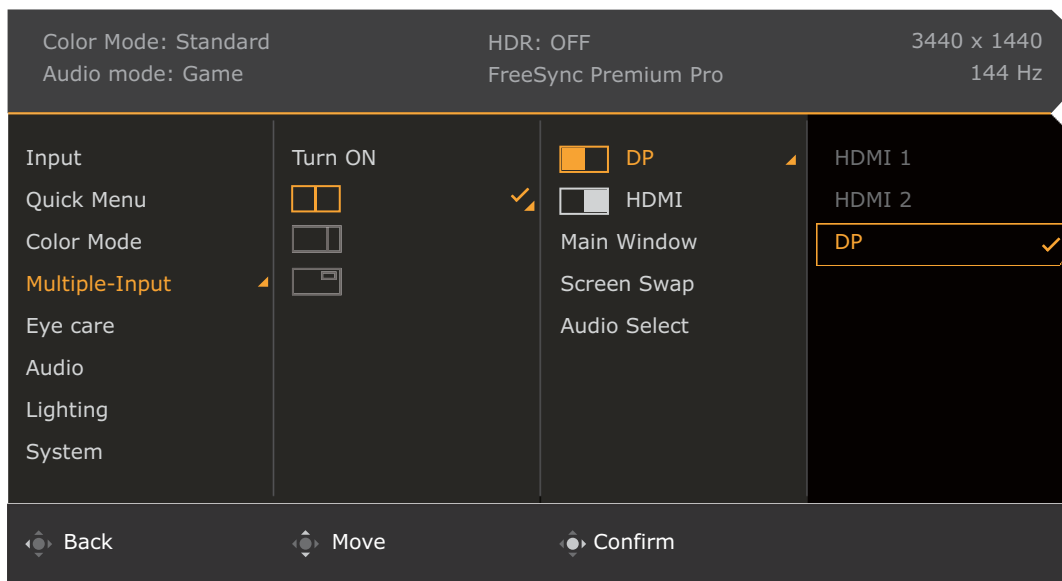 Color Mode: Standard
HDR: OFF
3440 x 1440
Audio mode: Game
FreeSync Premium Pro
144 Hz
Input
Quick Menu
Color Mode
Multiple-Input
Eye care
Audio
Lighting
System
Turn ON
DP
HDMI
Main Window
Screen Swap
Audio Select
HDMI 1
HDMI 2
DP
Back
Move
Confirm